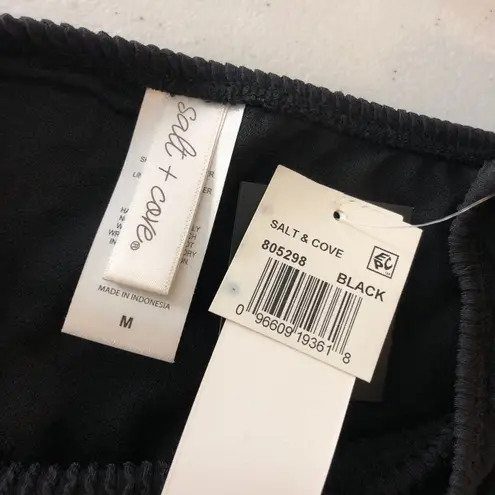 salt + cove®
MADE IN INDONESIA
M
SALT & COVE
805298
BLACK
0 96609 19361 8